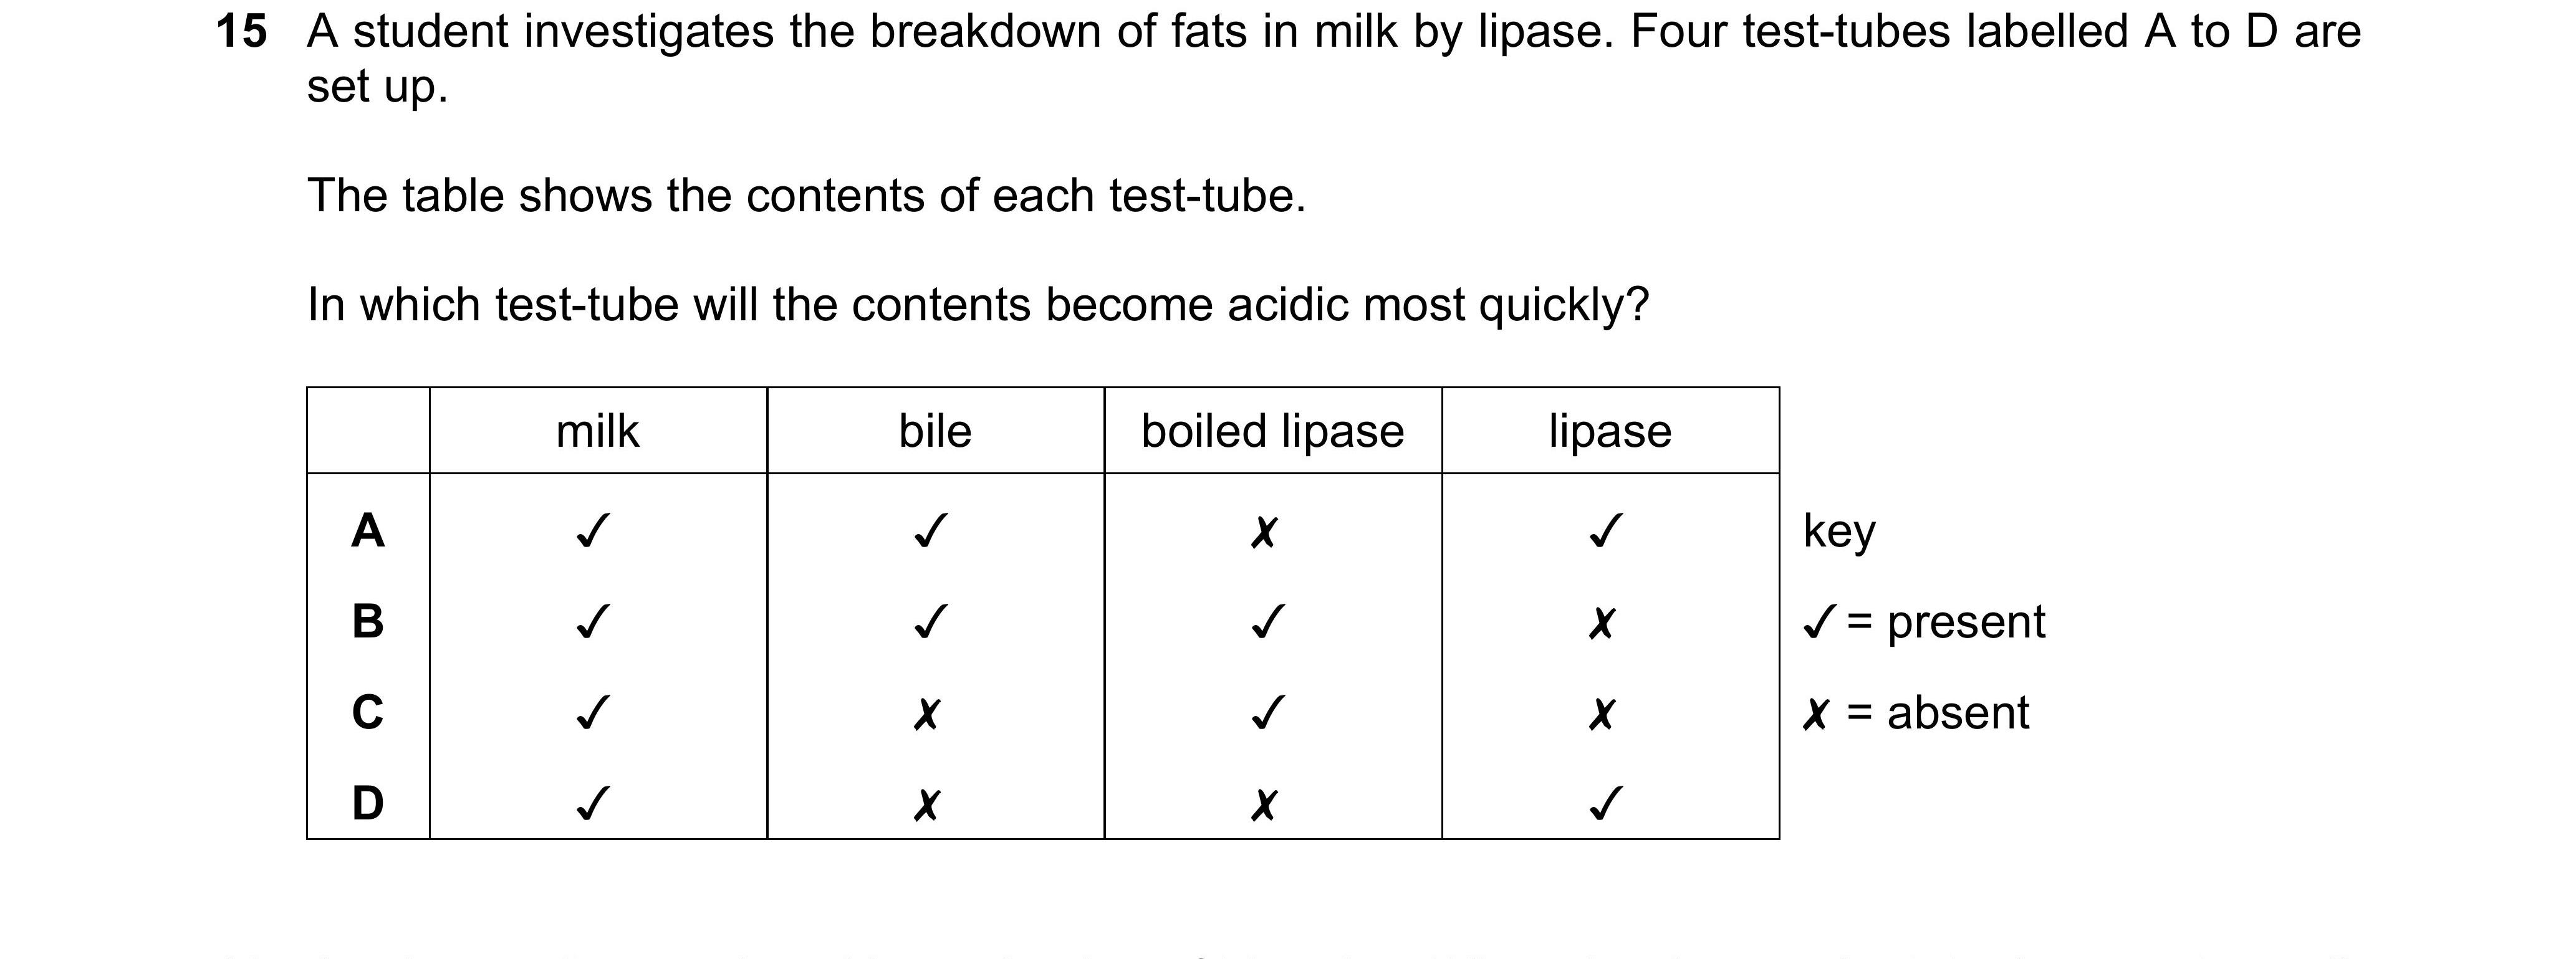 15 A student investigates the breakdown of fats in milk by lipase. Four test-tubes labelled A to D are
set up.
The table shows the contents of each test-tube.
In which test-tube will the contents become acidic most quickly?
milk bile boiled lipase lipase
A ✓ ✓ ✗ ✓ key
B ✓ ✓ ✓ ✗ ✓ = present
C ✓ ✗ ✓ ✗ ✗ = absent
D ✓ ✗ ✗ ✓